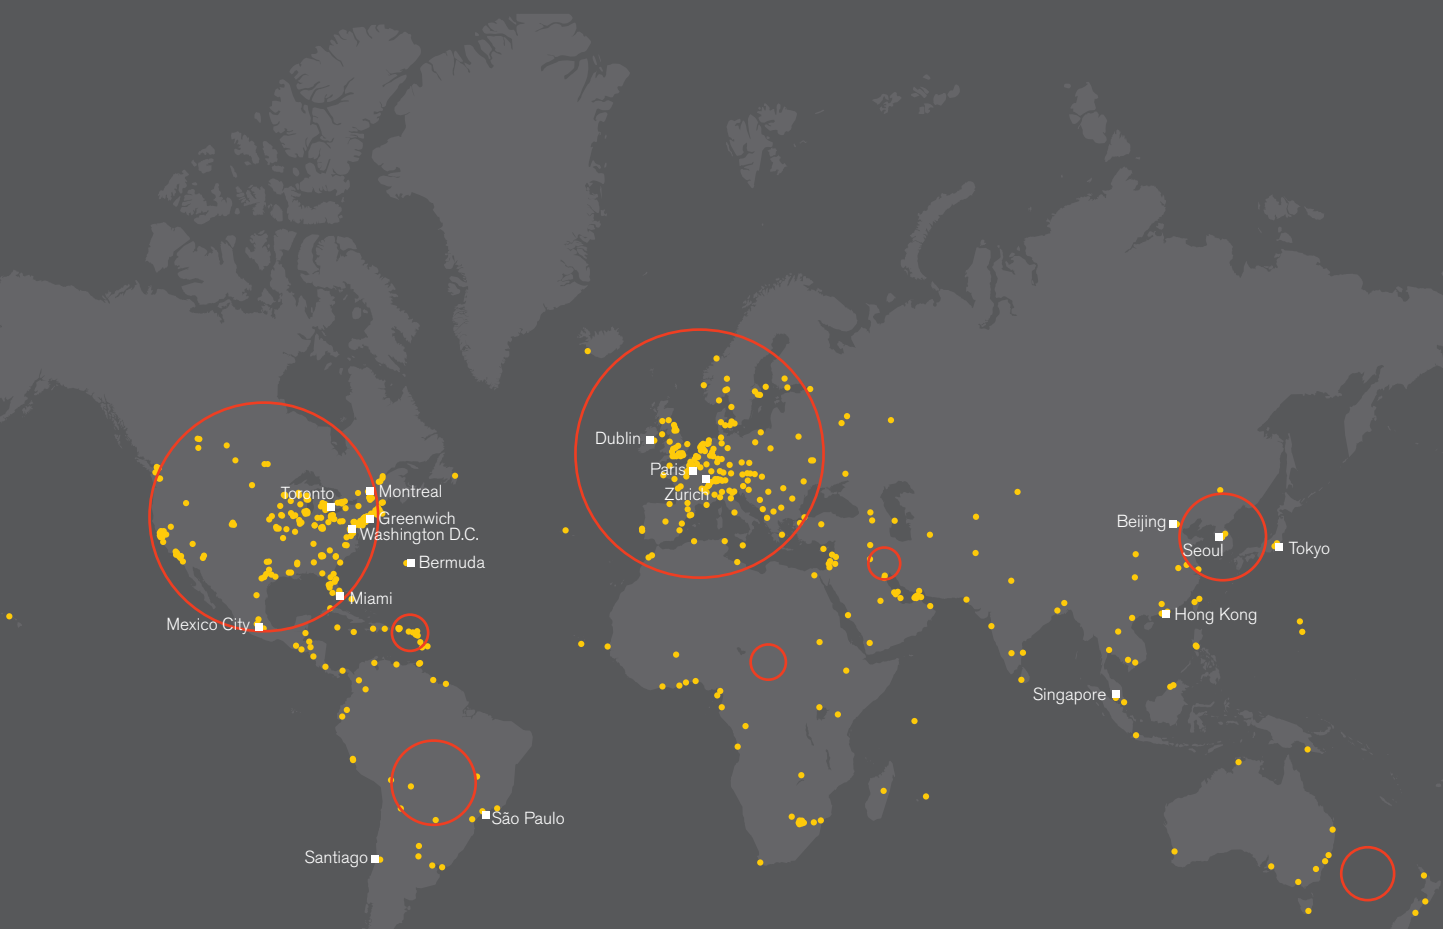 Dublin
Paris
Zürich
Toronto
Montreal
Greenwich
Washington D.C.
Bermuda
Miami
Mexico City
Beijing
Seoul
Tokyo
Hong Kong
Singapore
São Paulo
Santiago